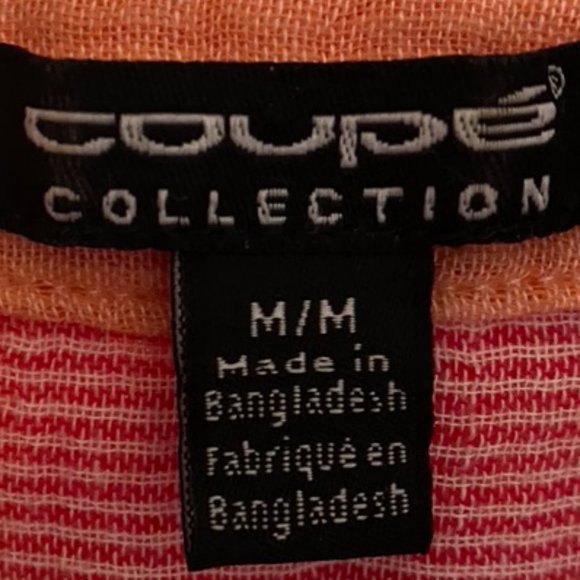 coupé®
COLLECTION
M/M
Made in
Bangladesh
Fabriqué en
Bangladesh